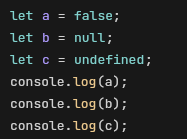 let a = false;
let b = null;
let c = undefined;
console.log(a);
console.log(b);
console.log(c);